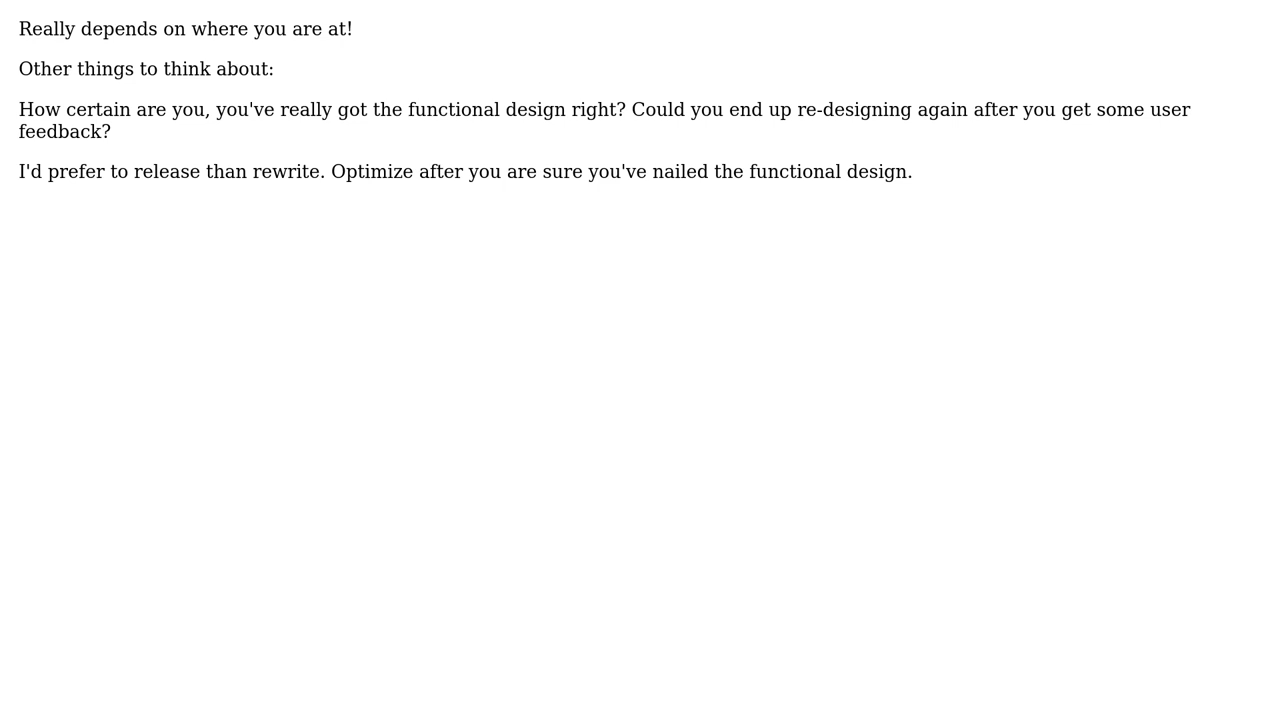 Really depends on where you are at!
Other things to think about:
How certain are you, you've really got the functional design right? Could you end up re-designing again after you get some user
feedback?
I'd prefer to release than rewrite. Optimize after you are sure you've nailed the functional design.